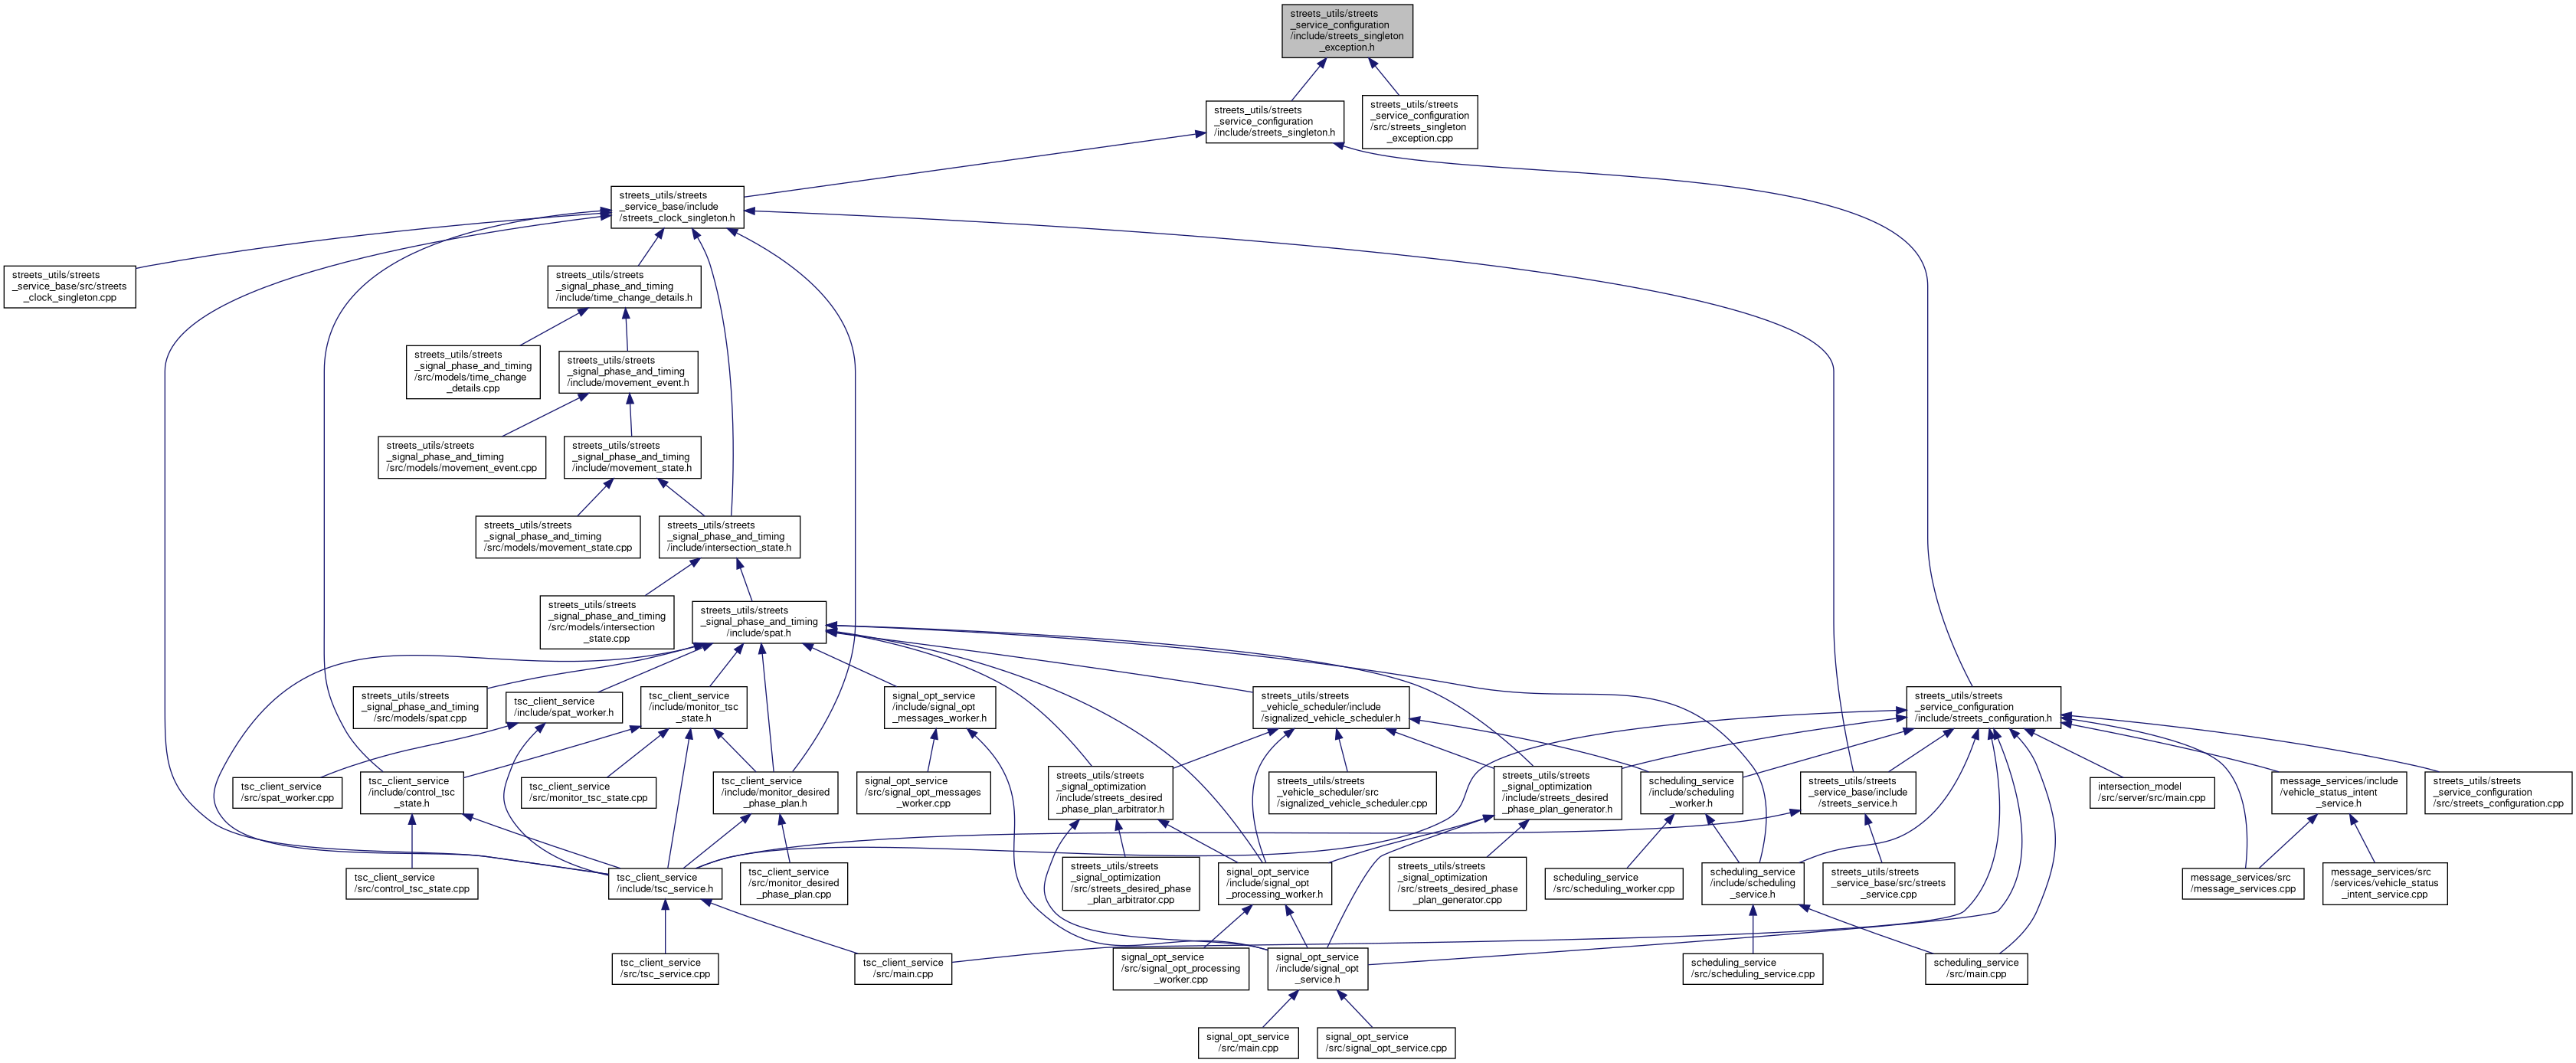 streets_utils/streets
_service_configuration
/include/streets_singleton
_exception.h
streets_utils/streets
_service_configuration
/include/streets_singleton.h
streets_utils/streets
_service_configuration
/src/streets_singleton
_exception.cpp
streets_utils/streets
_service_base/include
/streets_clock_singleton.h
streets_utils/streets
_service_base/src/streets
_clock_singleton.cpp
streets_utils/streets
_signal_phase_and_timing
/include/time_change_details.h
streets_utils/streets
_signal_phase_and_timing
/src/models/time_change
_details.cpp
streets_utils/streets
_signal_phase_and_timing
/include/movement_event.h
streets_utils/streets
_signal_phase_and_timing
/src/models/movement_event.cpp
streets_utils/streets
_signal_phase_and_timing
/include/movement_state.h
streets_utils/streets
_signal_phase_and_timing
/src/models/movement_state.cpp
streets_utils/streets
_signal_phase_and_timing
/include/intersection_state.h
streets_utils/streets
_signal_phase_and_timing
/src/models/intersection
_state.cpp
streets_utils/streets
_signal_phase_and_timing
/include/spat.h
streets_utils/streets
_signal_phase_and_timing
/src/models/spat.cpp
tsc_client_service
/include/spat_worker.h
tsc_client_service
/include/monitor_tsc
_state.h
signal_opt_service
/include/signal_opt
_messages_worker.h
streets_utils/streets
_vehicle_scheduler/include
/signalized_vehicle_scheduler.h
streets_utils/streets
_service_configuration
/include/streets_configuration.h
tsc_client_service
/src/spat_worker.cpp
tsc_client_service
/include/control_tsc
_state.h
tsc_client_service
/src/monitor_tsc_state.cpp
tsc_client_service
/include/monitor_desired
_phase_plan.h
signal_opt_service
/src/signal_opt_messages
_worker.cpp
streets_utils/streets
_signal_optimization
/include/streets_desired
_phase_plan_arbitrator.h
streets_utils/streets
_vehicle_scheduler/src
/signalized_vehicle_scheduler.cpp
streets_utils/streets
_signal_optimization
/include/streets_desired
_phase_plan_generator.h
scheduling_service
/include/scheduling
_worker.h
streets_utils/streets
_service_base/include
/streets_service.h
intersection_model
/src/server/src/main.cpp
message_services/include
/vehicle_status_intent
_service.h
streets_utils/streets
_service_configuration
/src/streets_configuration.cpp
tsc_client_service
/src/control_tsc_state.cpp
tsc_client_service
/include/tsc_service.h
tsc_client_service
/src/monitor_desired
_phase_plan.cpp
streets_utils/streets
_signal_optimization
/src/streets_desired_phase
_plan_arbitrator.cpp
signal_opt_service
/include/signal_opt
_processing_worker.h
streets_utils/streets
_signal_optimization
/src/streets_desired_phase
_plan_generator.cpp
scheduling_service
/src/scheduling_worker.cpp
scheduling_service
/include/scheduling
_service.h
streets_utils/streets
_service_base/src/streets
_service.cpp
message_services/src
/message_services.cpp
message_services/src
/services/vehicle_status
_intent_service.cpp
tsc_client_service
/src/tsc_service.cpp
tsc_client_service
/src/main.cpp
signal_opt_service
/src/signal_opt_processing
_worker.cpp
signal_opt_service
/include/signal_opt
_service.h
scheduling_service
/src/scheduling_service.cpp
scheduling_service
/src/main.cpp
signal_opt_service
/src/main.cpp
signal_opt_service
/src/signal_opt_service.cpp